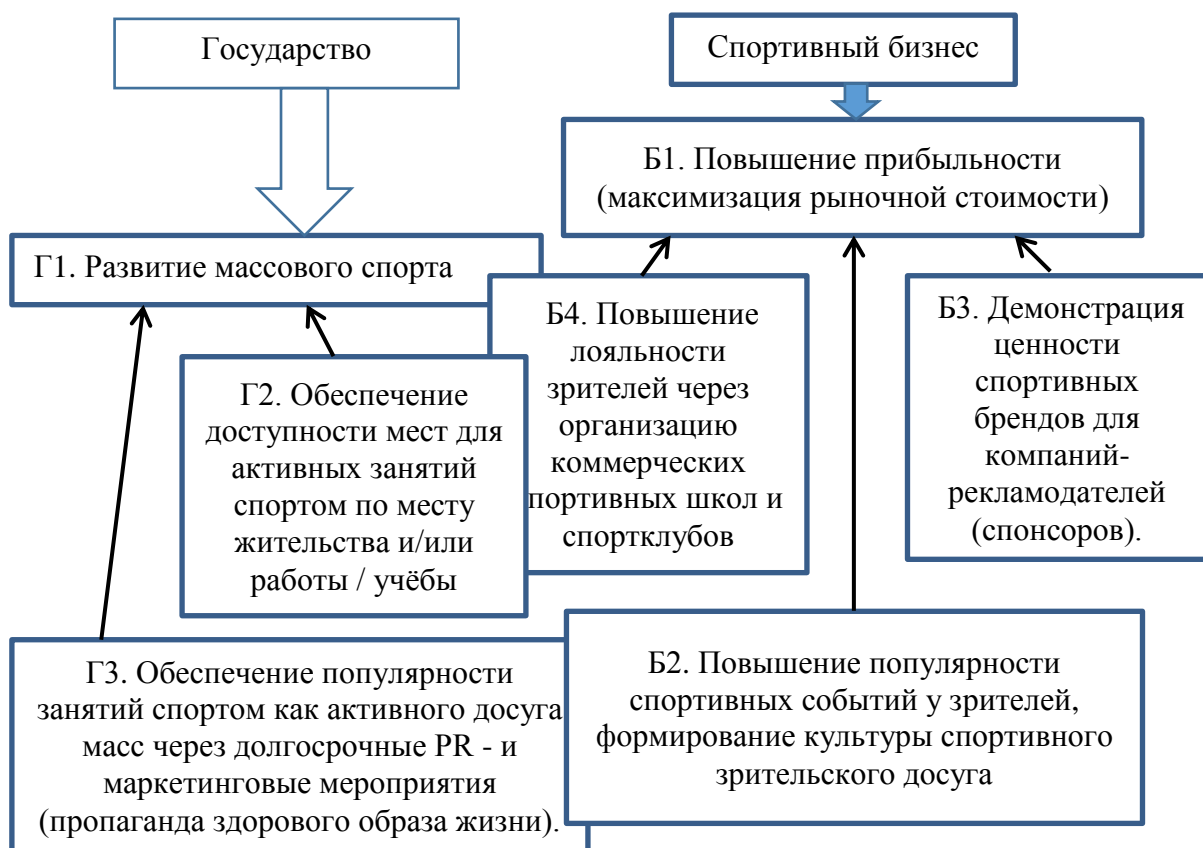 Государство
Спортивный бизнес
Б1. Повышение прибыльности
(максимизация рыночной стоимости)
Г1. Развитие массового спорта
Б4. Повышение
лояльности
зрителей через
организацию
коммерческих
портивных школ и
спортклубов
Б3. Демонстрация
ценности
спортивных
брендов для
компаний-
рекламодателей
(спонсоров).
Г2. Обеспечение
доступности мест для
активных занятий
спортом по месту
жительства и/или
работы / учёбы
Г3. Обеспечение популярности
занятий спортом как активного досуга
масс через долгосрочные PR - и
маркетинговые мероприятия
(пропаганда здорового образа жизни).
Б2. Повышение популярности
спортивных событий у зрителей,
формирование культуры спортивного
зрительского досуга